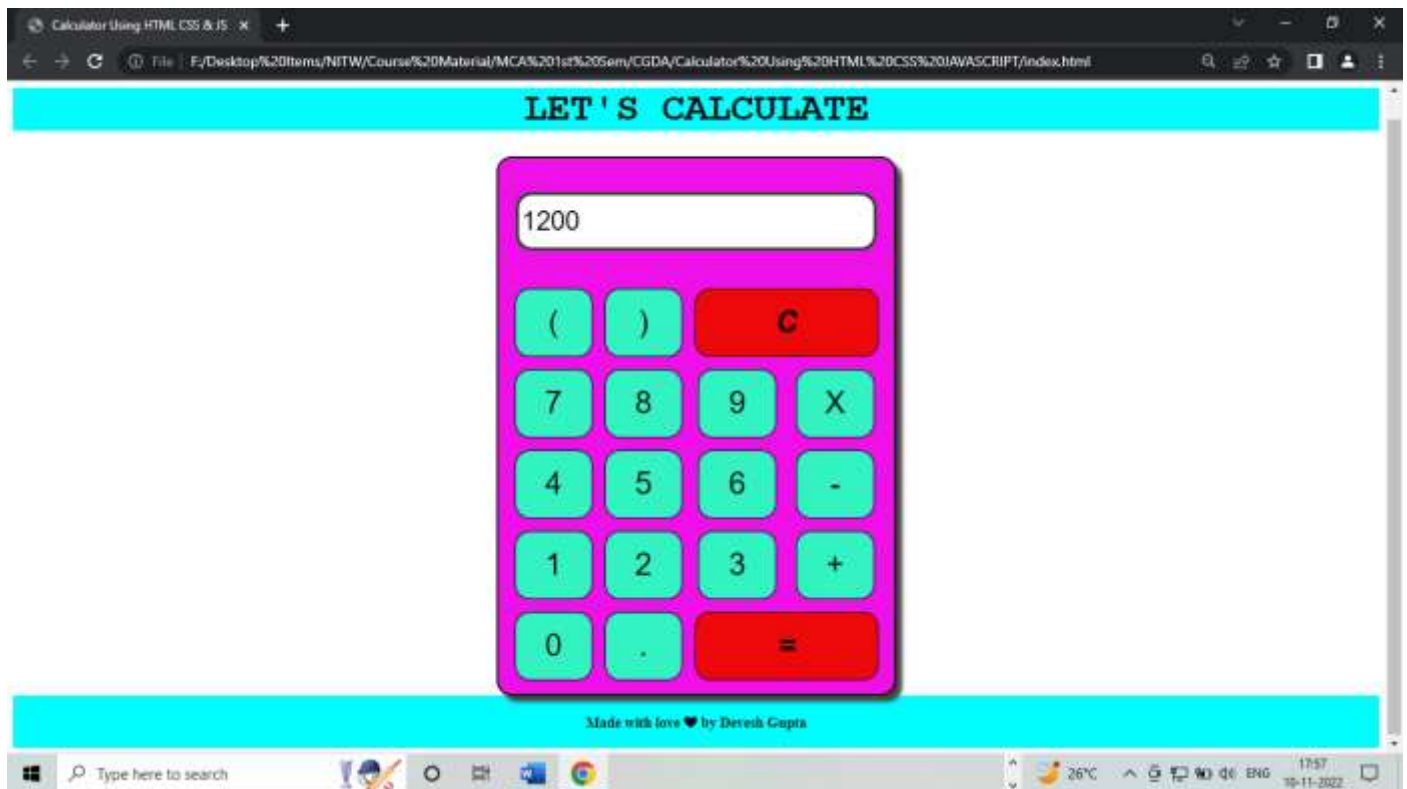 Calculator Using HTML CSS & JS
File F:/Desktop%20Items/NITW/Course%20Material/MCA%201st%20Sem/CGDA/Calculator%20Using%20HTML%20CSS%20JAVASCRIPT/index.html
LET'S CALCULATE
1200
( ) C
7 8 9 X
4 5 6 -
1 2 3 +
0 . =
Made with love ❤ by Devesh Gupta
Type here to search
26°C ENG 17:57
10-11-2022